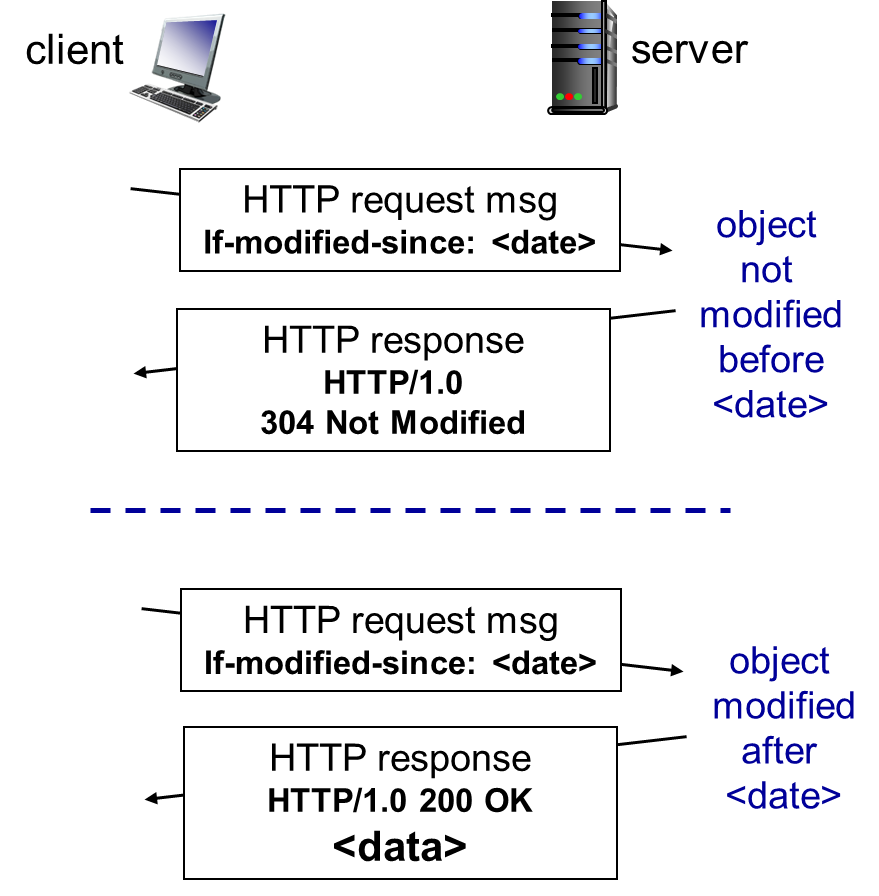 client
server
HTTP request msg
If-modified-since: <date>
object
not
modified
before
<date>
HTTP response
HTTP/1.0
304 Not Modified
HTTP request msg
If-modified-since: <date>
object
modified
after
<date>
HTTP response
HTTP/1.0 200 OK
<data>